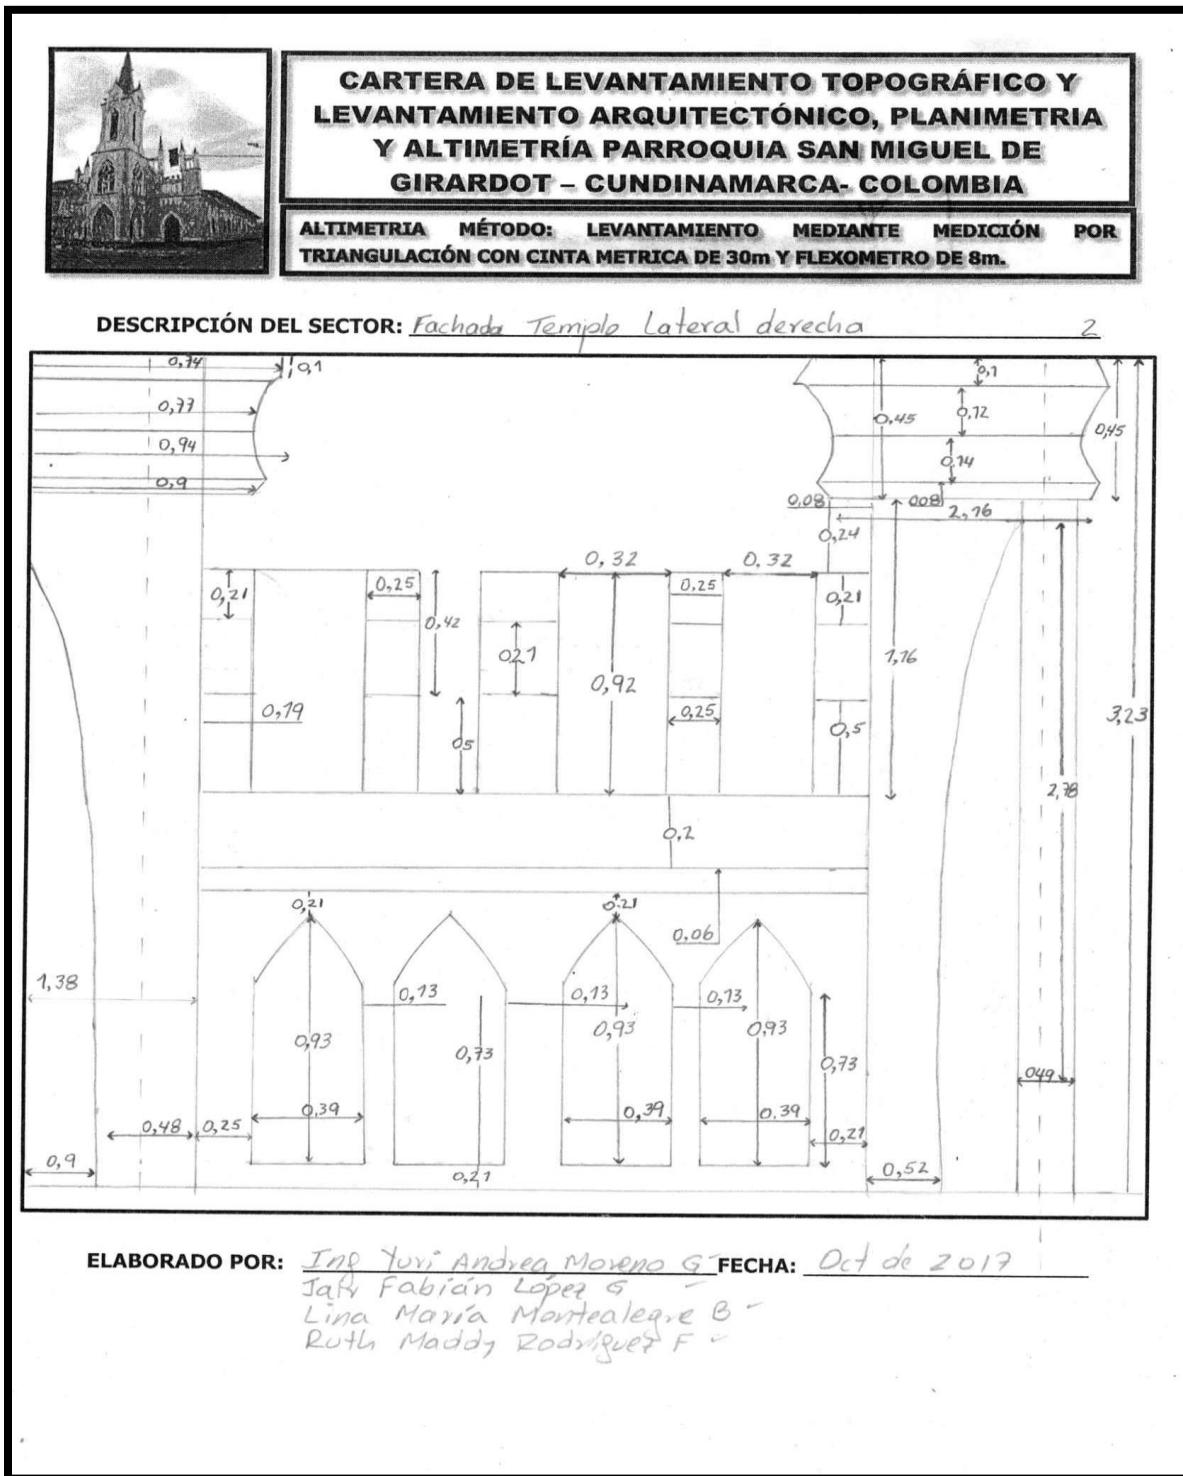 CARTERA DE LEVANTAMIENTO TOPOGRÁFICO Y
LEVANTAMIENTO ARQUITECTÓNICO, PLANIMETRIA
Y ALTIMETRÍA PARROQUIA SAN MIGUEL DE
GIRARDOT – CUNDINAMARCA- COLOMBIA
ALTIMETRIA MÉTODO: LEVANTAMIENTO MEDIANTE MEDICIÓN POR
TRIANGULACIÓN CON CINTA METRICA DE 30m Y FLEXOMETRO DE 8m.
DESCRIPCIÓN DEL SECTOR: Fachada Templo Lateral derecha 2
0,74 0,1 0,1
0,77 0,45 0,12 0,45
0,94 0,14
0,9 0,08 0,08 2,16
0,24
0,32 0,32
0,21 0,25 0,25 0,21
0,42
021 1,16
0,92
0,19 0,25 3,23
05 0,5
2,78
0,2
0,21 0.21
0.06
1,38
0,13 0,13 0,13
0,93 0,93 0,93
0,73 0,73
049
0,39 0,39 0.39
0,48 0,25 0,21
0,9 0,21 0,52
ELABORADO POR: Ing Yuri Andrea Moreno G FECHA: Oct de 2017
Fabián López G
Lina María Montealegre B
Ruth Maddy Rodríguez F